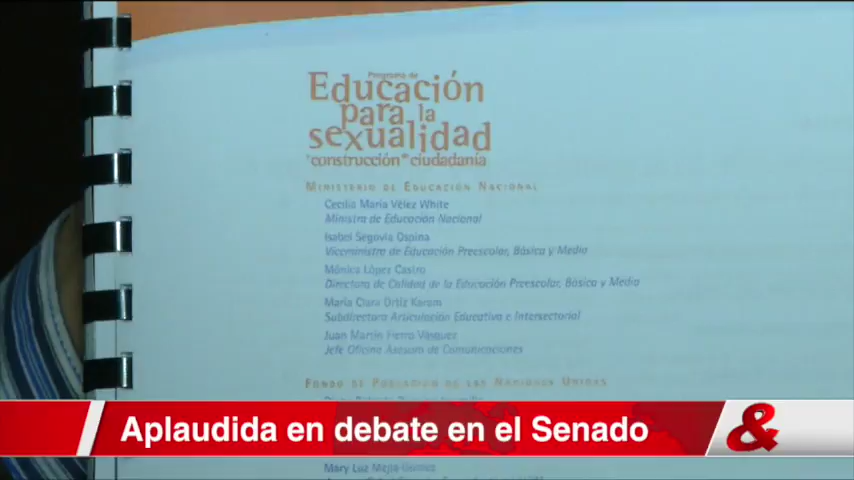 Programa de
Educación
para la
sexualidad
y construcción de ciudadanía
MINISTERIO DE EDUCACIÓN NACIONAL
Cecilia María Vélez White
Ministra de Educación Nacional
Isabel Segovia Ospina
Viceministra de Educación Preescolar, Básica y Media
Mónica López Castro
Directora de Calidad de la Educación Preescolar, Básica y Media
María Clara Ortiz Karam
Subdirectora Articulación Educativa e Intersectorial
Juan Martín Fierro Vásquez
Jefe Oficina Asesora de Comunicaciones
FONDO DE POBLACIÓN DE LAS NACIONES UNIDAS
Aplaudida en debate en el Senado
&
Mary Luz Mejía Gómez